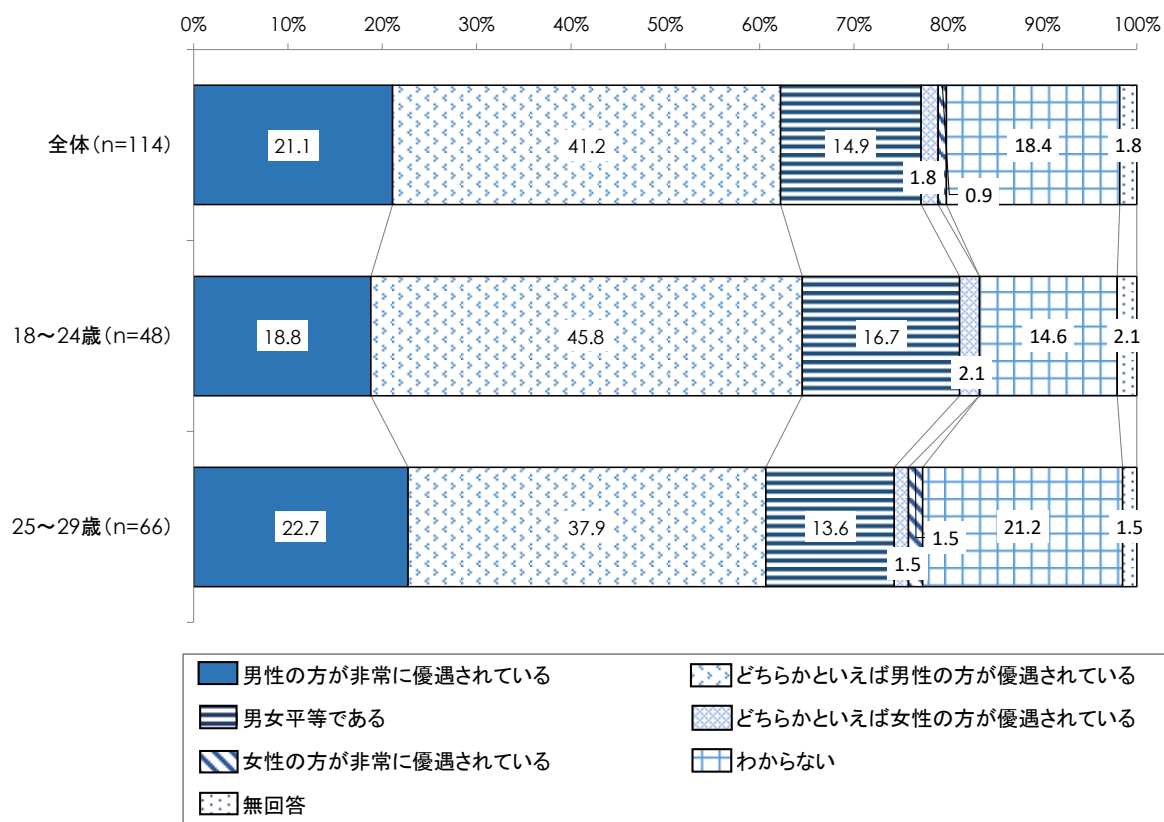 0% 10% 20% 30% 40% 50% 60% 70% 80% 90% 100%
全体(n=114) 21.1 41.2 14.9 1.8 0.9 18.4 1.8
18~24歳(n=48) 18.8 45.8 16.7 2.1 14.6 2.1
25~29歳(n=66) 22.7 37.9 13.6 1.5 1.5 21.2 1.5
男性の方が非常に優遇されている どちらかといえば男性の方が優遇されている
男女平等である どちらかといえば女性の方が優遇されている
女性の方が非常に優遇されている わからない
無回答